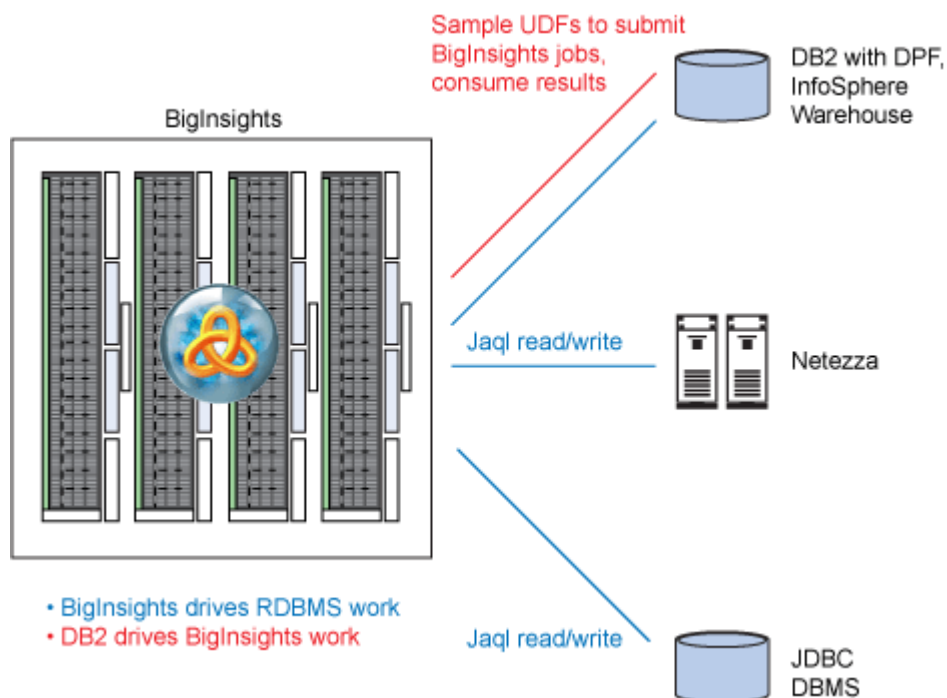 Sample UDFs to submit
BigInsights jobs,
consume results
DB2 with DPF,
InfoSphere
Warehouse
BigInsights
Jaql read/write
Netezza
• BigInsights drives RDBMS work
• DB2 drives BigInsights work
Jaql read/write
JDBC
DBMS